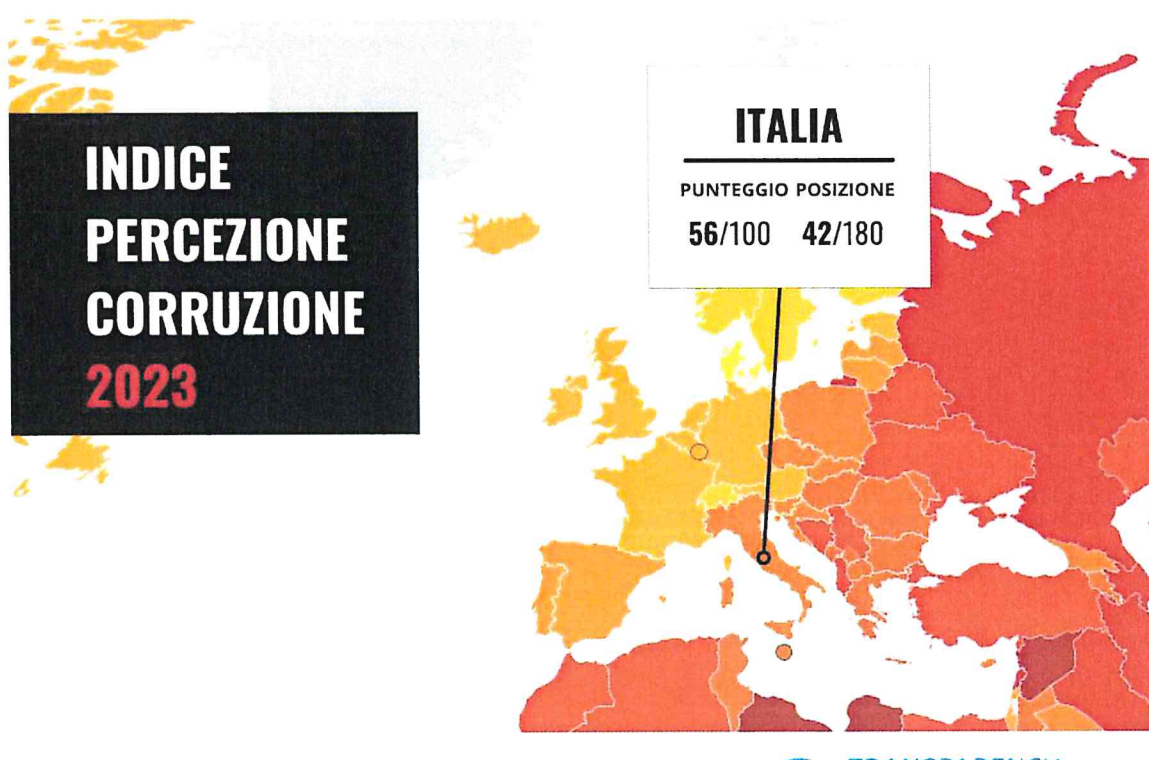 INDICE
PERCEZIONE
CORRUZIONE
2023
ITALIA
PUNTEGGIO POSIZIONE
56/100 42/180